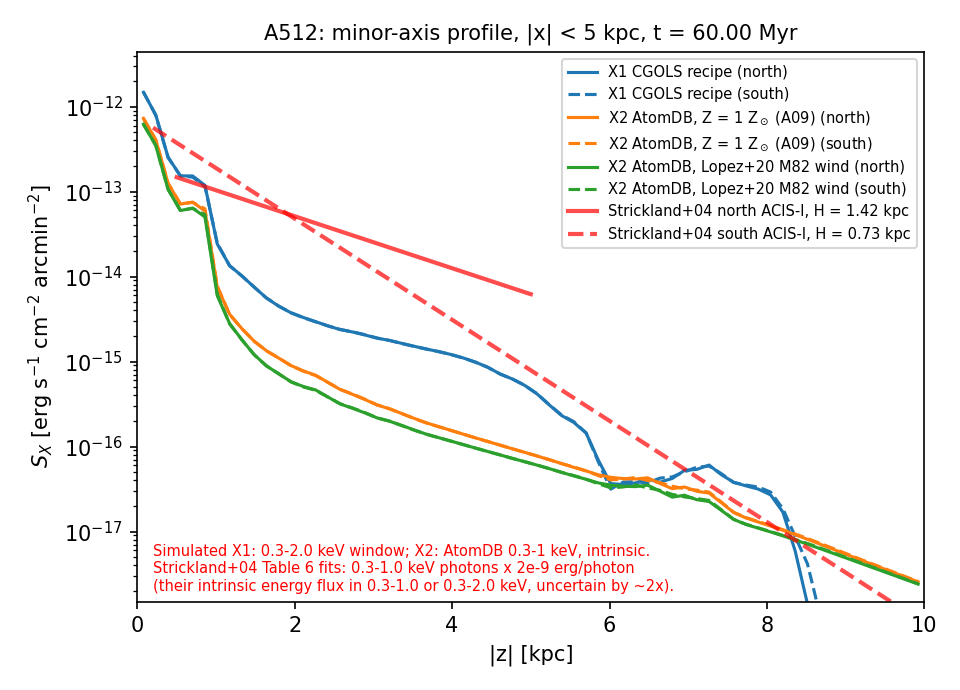 A512: minor-axis profile, |x| < 5 kpc, t = 60.00 Myr
X1 CGOLS recipe (north)
X1 CGOLS recipe (south)
X2 AtomDB, Z = 1 Z⊙ (A09) (north)
X2 AtomDB, Z = 1 Z⊙ (A09) (south)
X2 AtomDB, Lopez+20 M82 wind (north)
X2 AtomDB, Lopez+20 M82 wind (south)
Strickland+04 north ACIS-I, H = 1.42 kpc
Strickland+04 south ACIS-I, H = 0.73 kpc
S_X [erg s⁻¹ cm⁻² arcmin⁻²]
10⁻¹²
10⁻¹³
10⁻¹⁴
10⁻¹⁵
10⁻¹⁶
10⁻¹⁷
Simulated X1: 0.3-2.0 keV window; X2: AtomDB 0.3-1 keV, intrinsic.
Strickland+04 Table 6 fits: 0.3-1.0 keV photons x 2e-9 erg/photon
(their intrinsic energy flux in 0.3-1.0 or 0.3-2.0 keV, uncertain by ~2x).
0 2 4 6 8 10
|z| [kpc]